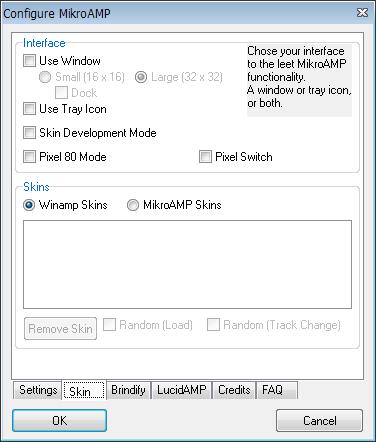 Configure MikroAMP
Interface
Use Window
Small (16 x 16) Large (32 x 32)
Dock
Use Tray Icon
Skin Development Mode
Pixel 80 Mode Pixel Switch
Chose your interface
to the leet MikroAMP
functionality.
A window or tray icon,
or both.
Skins
Winamp Skins MikroAMP Skins
Remove Skin Random (Load) Random (Track Change)
Settings Skin Brindify LucidAMP Credits FAQ
OK Cancel